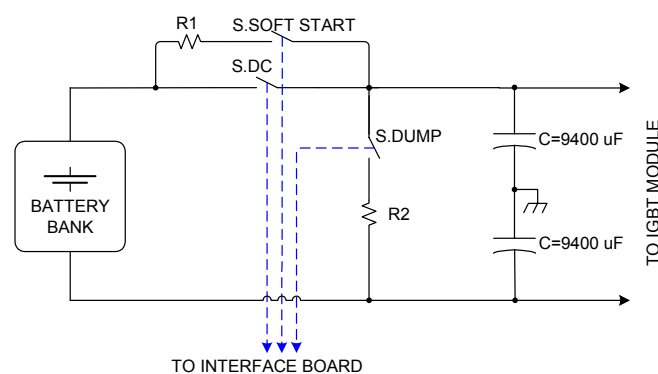 R1
S.SOFT START
S.DC
S.DUMP
C=9400 uF
BATTERY
BANK
R2
C=9400 uF
TO IGBT MODULE
TO INTERFACE BOARD